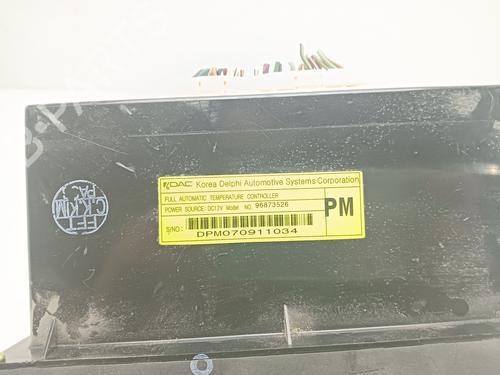 KDAC Korea Delphi Automotive Systems Corporation
FULL AUTOMATIC TEMPERATURE CONTROLLER
POWER SOURCE: DC12V Model NO. 96873526
PM
S/NO :
DPM070911034